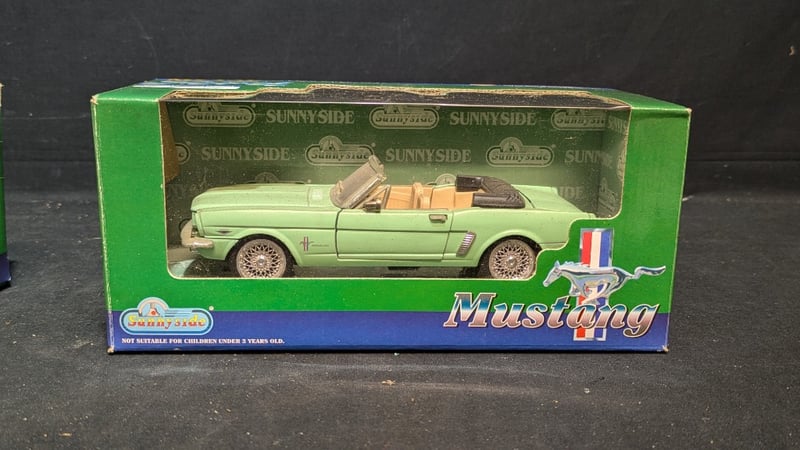 Sunnyside SUNNYSIDE Sunnyside SUNNYSIDE Sunnyside
SUNNYSIDE Sunnyside SUNNYSIDE Sunnyside
Mustang
Sunnyside
NOT SUITABLE FOR CHILDREN UNDER 3 YEARS OLD.